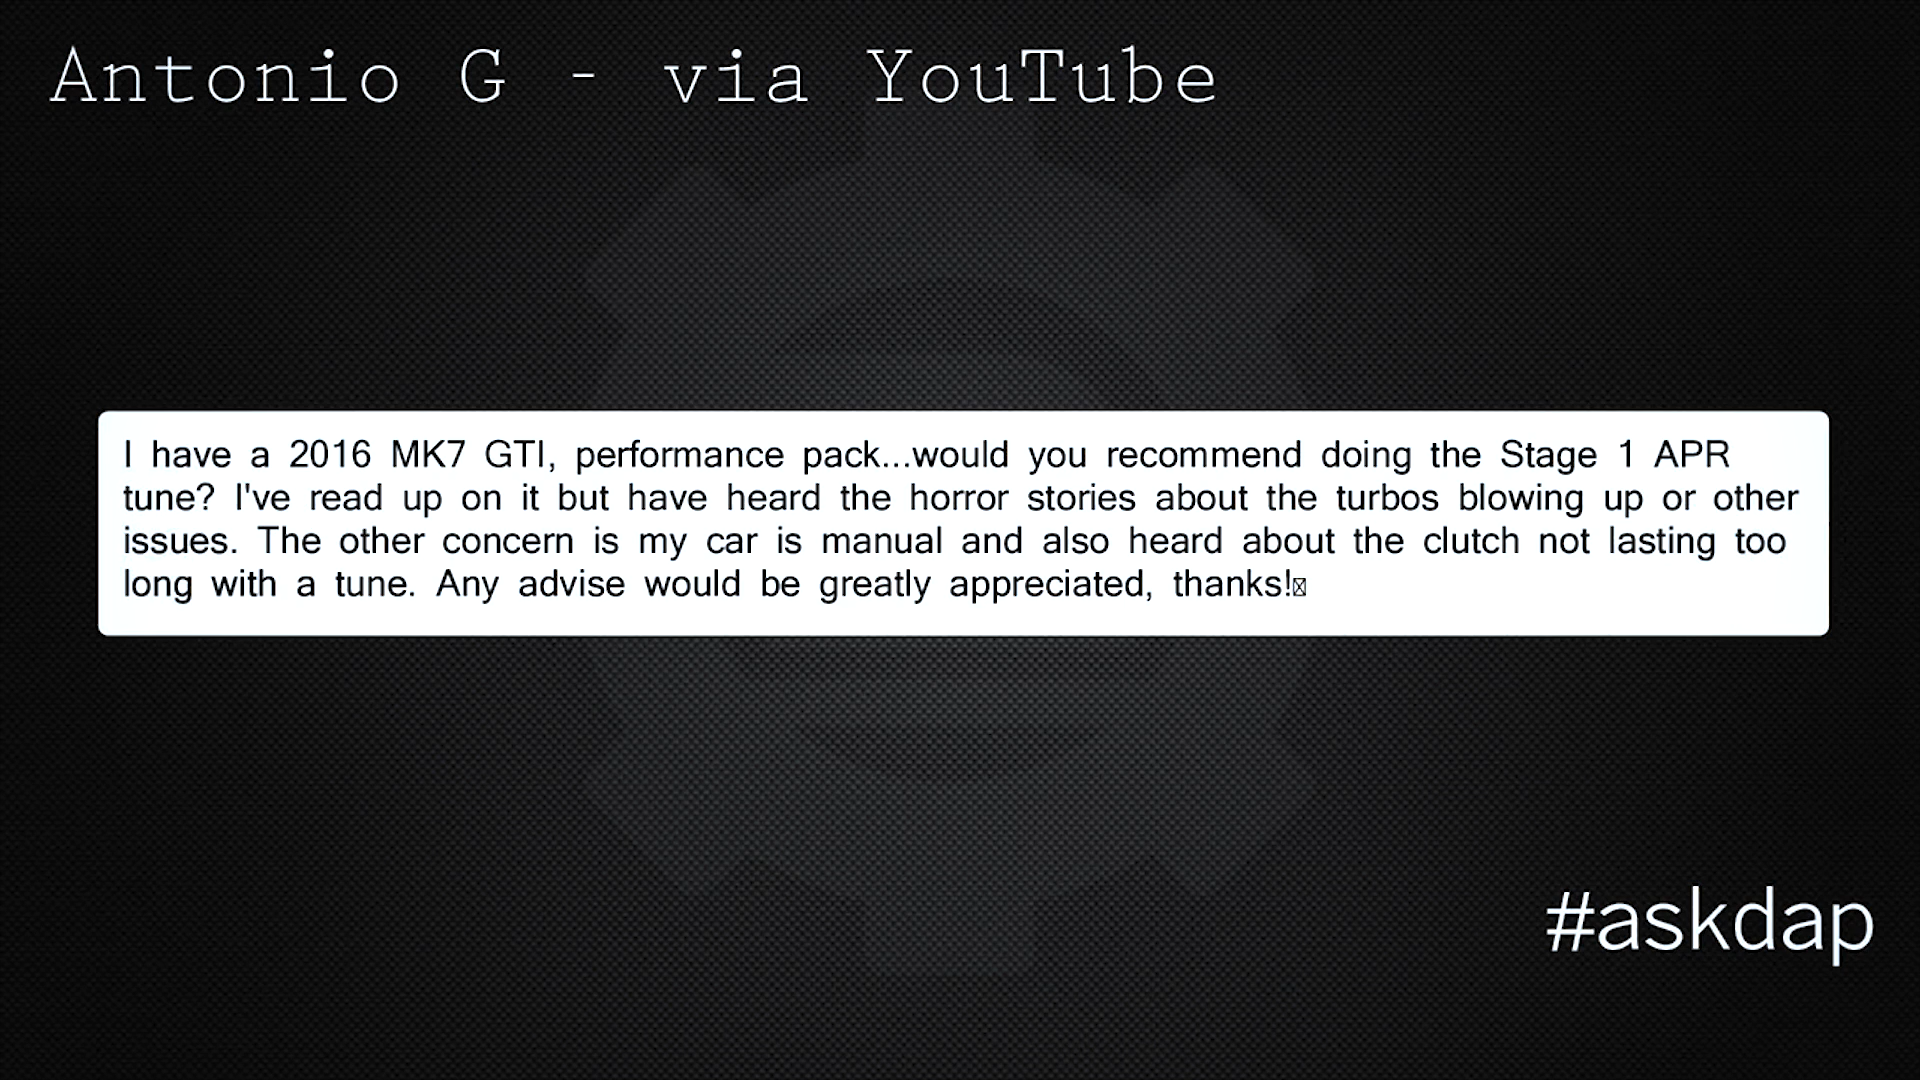 Antonio G - via YouTube
I have a 2016 MK7 GTI, performance pack...would you recommend doing the Stage 1 APR
tune? I've read up on it but have heard the horror stories about the turbos blowing up or other
issues. The other concern is my car is manual and also heard about the clutch not lasting too
long with a tune. Any advise would be greatly appreciated, thanks!
#askdap